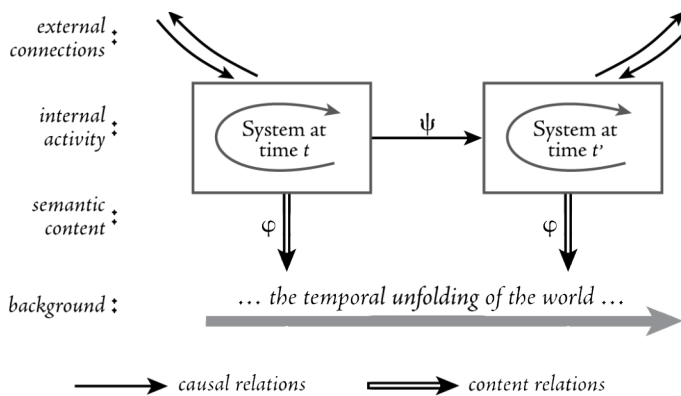 external
connections :
internal
activity :
System at
time t
ψ
System at
time t'
semantic
content :
φ
φ
background :
... the temporal unfolding of the world ...
causal relations
content relations